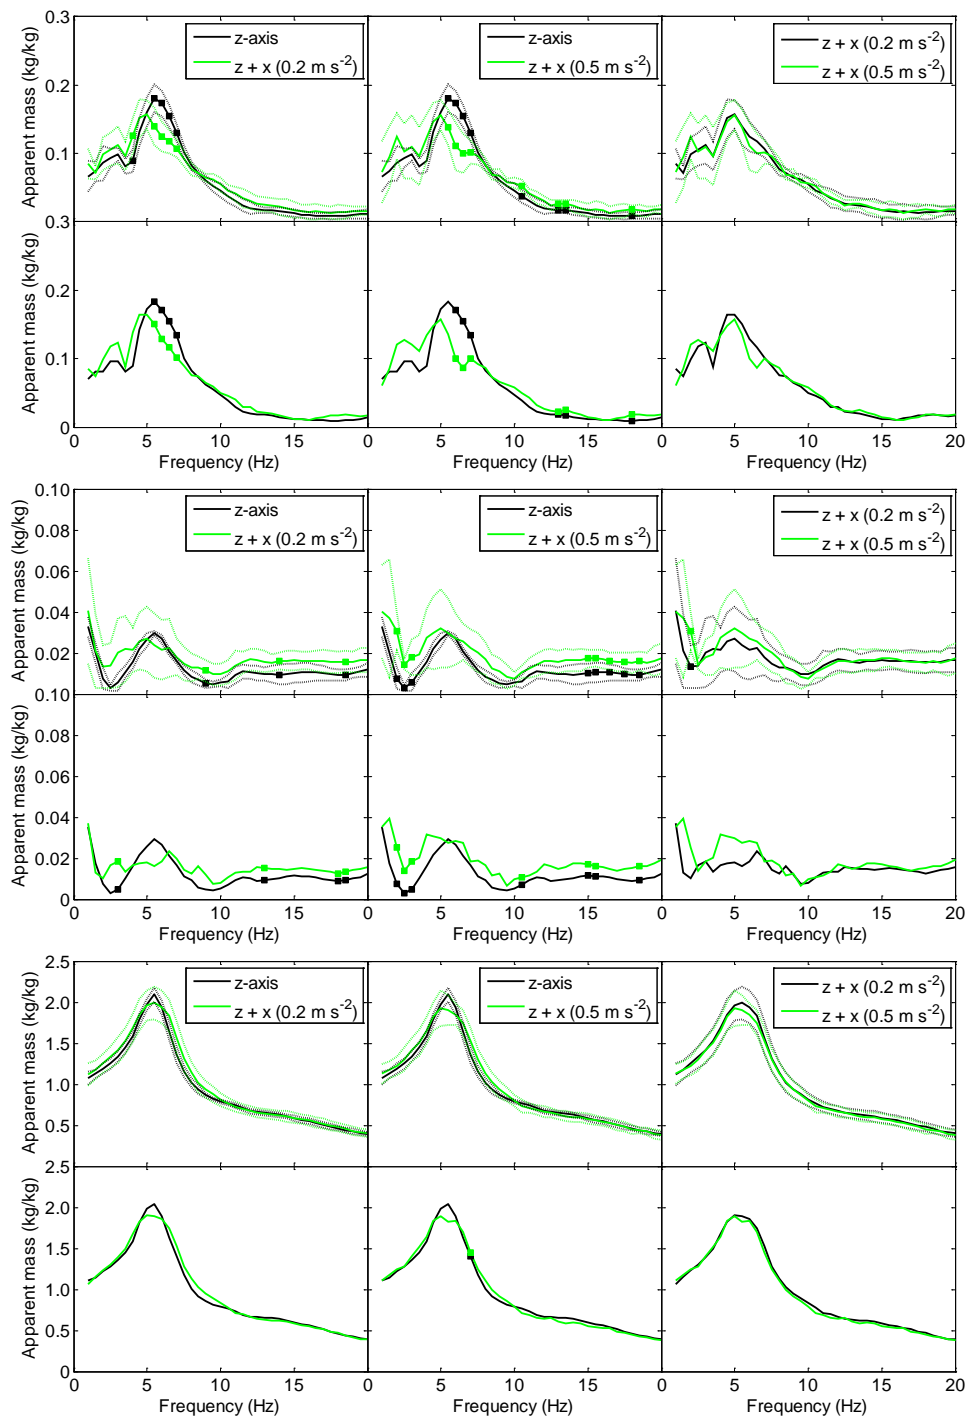 0.3
z-axis
z + x (0.2 m s-2)
z-axis
z + x (0.5 m s-2)
z + x (0.2 m s-2)
z + x (0.5 m s-2)
Apparent mass (kg/kg)
0.2
0.1
0.3
Apparent mass (kg/kg)
0.2
0.1
0
0 5 10 15 0 5 10 15 0 5 10 15 20
Frequency (Hz) Frequency (Hz) Frequency (Hz)
0.10
z-axis
z + x (0.2 m s-2)
z-axis
z + x (0.5 m s-2)
z + x (0.2 m s-2)
z + x (0.5 m s-2)
Apparent mass (kg/kg)
0.08
0.06
0.04
0.02
0.10
Apparent mass (kg/kg)
0.08
0.06
0.04
0.02
0
0 5 10 15 0 5 10 15 0 5 10 15 20
Frequency (Hz) Frequency (Hz) Frequency (Hz)
2.5
z-axis
z + x (0.2 m s-2)
z-axis
z + x (0.5 m s-2)
z + x (0.2 m s-2)
z + x (0.5 m s-2)
Apparent mass (kg/kg)
2.0
1.5
1.0
0.5
2.5
Apparent mass (kg/kg)
2.0
1.5
1.0
0.5
0
0 5 10 15 0 5 10 15 0 5 10 15 20
Frequency (Hz) Frequency (Hz) Frequency (Hz)